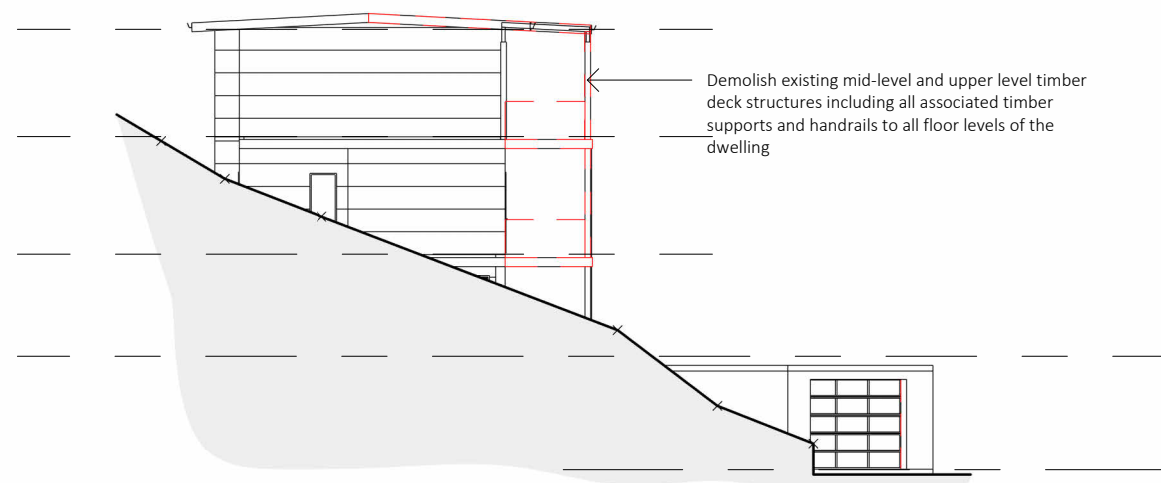 Demolish existing mid-level and upper level timber
deck structures including all associated timber
supports and handrails to all floor levels of the
dwelling